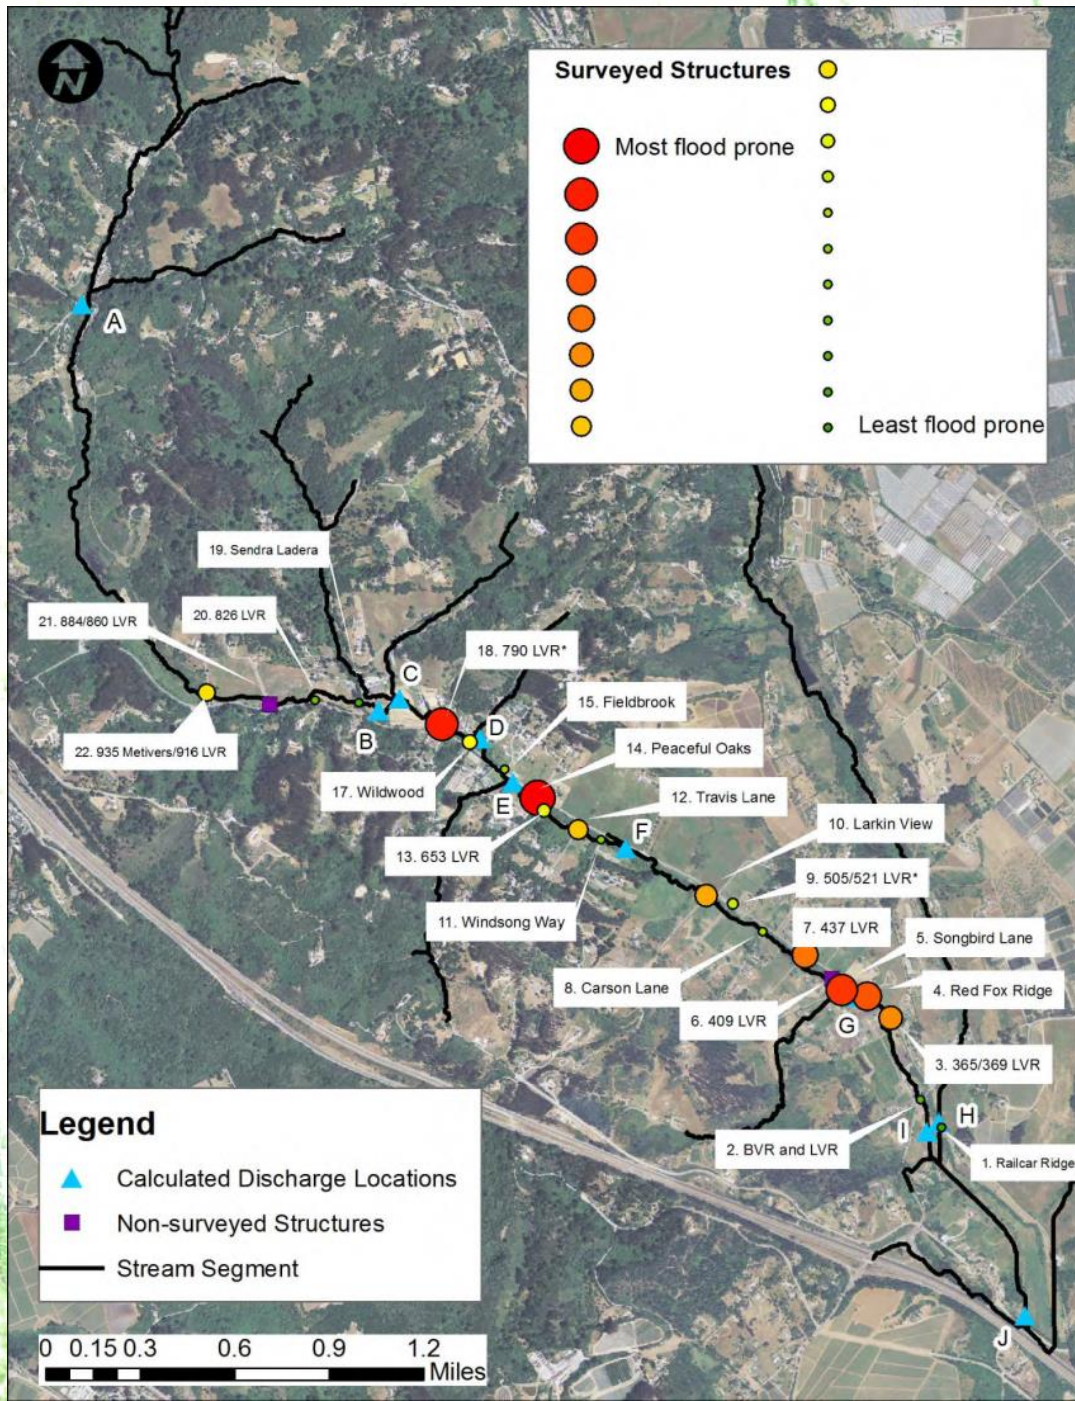 N
Surveyed Structures
Most flood prone
Least flood prone
A
19. Sendra Ladera
21. 884/860 LVR
20. 826 LVR
18. 790 LVR*
C
15. Fieldbrook
D
B
22. 935 Metivers/916 LVR
14. Peaceful Oaks
17. Wildwood
E
12. Travis Lane
10. Larkin View
F
13. 653 LVR
9. 505/521 LVR*
11. Windsong Way
7. 437 LVR
5. Songbird Lane
8. Carson Lane
4. Red Fox Ridge
6. 409 LVR
G
3. 365/369 LVR
H
I
2. BVR and LVR
1. Railcar Ridge
J
Legend
Calculated Discharge Locations
Non-surveyed Structures
Stream Segment
0 0.15 0.3 0.6 0.9 1.2
Miles